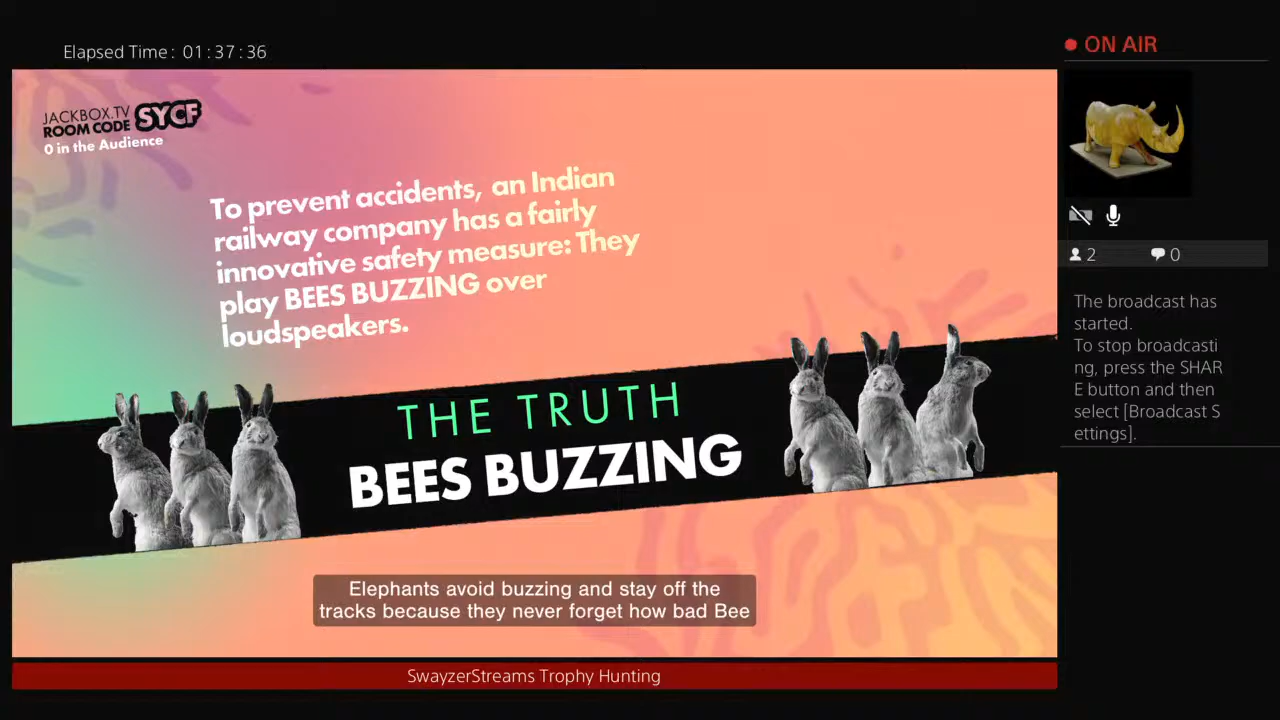 Elapsed Time: 01:37:36
ON AIR
JACKBOX.TV
ROOM CODE SYCF
0 in the Audience
To prevent accidents, an Indian
railway company has a fairly
innovative safety measure: They
play BEES BUZZING over
loudspeakers.
THE TRUTH
BEES BUZZING
Elephants avoid buzzing and stay off the
tracks because they never forget how bad Bee
SwayzerStreams Trophy Hunting
2
0
The broadcast has
started.
To stop broadcasti
ng, press the SHAR
E button and then
select [Broadcast S
ettings].